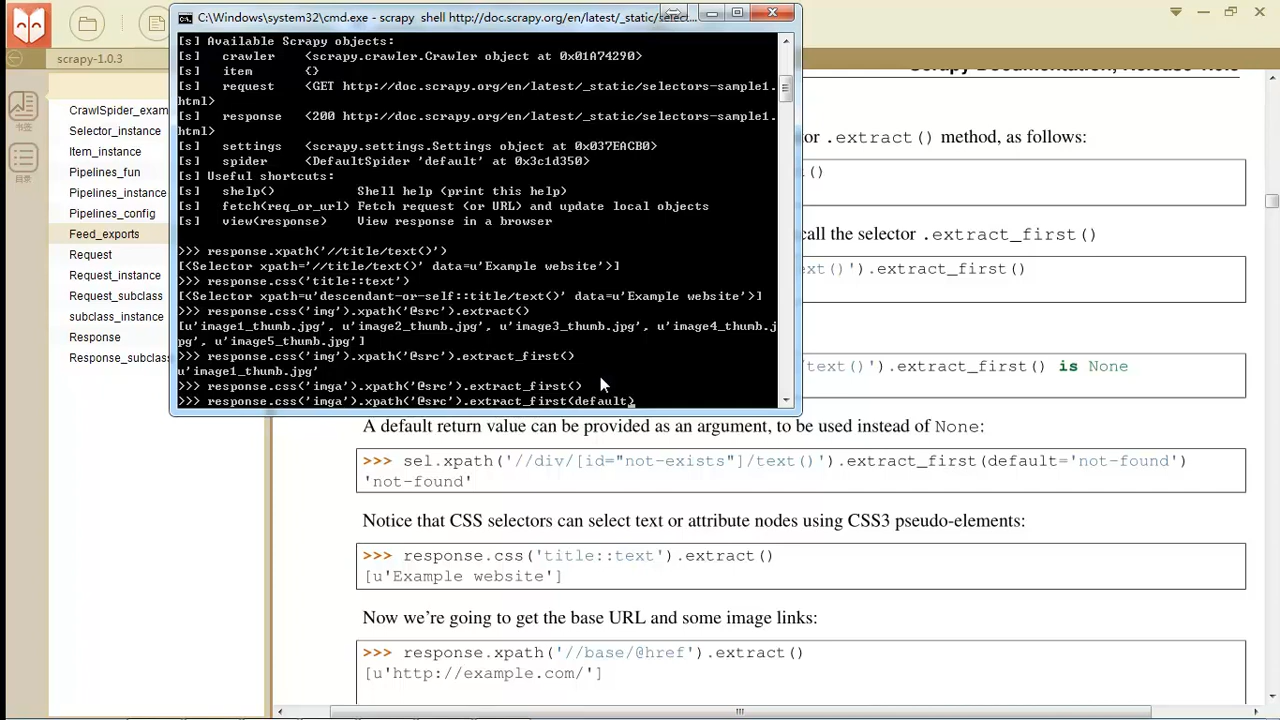 C:\Windows\system32\cmd.exe - scrapy shell http://doc.scrapy.org/en/latest/_static/selec...
scrapy-1.0.3
书签
目录
CrawlSpider_exam
Selector_instance
Item_instance
Pipelines_fun
Pipelines_instance
Pipelines_config
Feed_exports
Request
Request_instance
Request_subclass
subclass_instance
Response
Response_subclas
[s] Available Scrapy objects:
[s]   crawler    <scrapy.crawler.Crawler object at 0x01A74290>
[s]   item       {}
[s]   request    <GET http://doc.scrapy.org/en/latest/_static/selectors-sample1.
html>
[s]   response   <200 http://doc.scrapy.org/en/latest/_static/selectors-sample1.
html>
[s]   settings   <scrapy.settings.Settings object at 0x037EACB0>
[s]   spider     <DefaultSpider 'default' at 0x3c1d350>
[s] Useful shortcuts:
[s]   shelp()           Shell help (print this help)
[s]   fetch(req_or_url) Fetch request (or URL) and update local objects
[s]   view(response)    View response in a browser
>>> response.xpath('//title/text()')
[<Selector xpath='//title/text()' data=u'Example website'>]
>>> response.css('title::text')
[<Selector xpath=u'descendant-or-self::title/text()' data=u'Example website'>]
>>> response.css('img').xpath('@src').extract()
[u'image1_thumb.jpg', u'image2_thumb.jpg', u'image3_thumb.jpg', u'image4_thumb.j
pg', u'image5_thumb.jpg']
>>> response.css('img').xpath('@src').extract_first()
u'image1_thumb.jpg'
>>> response.css('imga').xpath('@src').extract_first()
>>> response.css('imga').xpath('@src').extract_first(default)
or .extract() method, as follows:
()
call the selector .extract_first()
ext()').extract_first()
/text()').extract_first() is None
A default return value can be provided as an argument, to be used instead of None:
>>> sel.xpath('//div/[id="not-exists"]/text()').extract_first(default='not-found')
'not-found'
Notice that CSS selectors can select text or attribute nodes using CSS3 pseudo-elements:
>>> response.css('title::text').extract()
[u'Example website']
Now we're going to get the base URL and some image links:
>>> response.xpath('//base/@href').extract()
[u'http://example.com/']